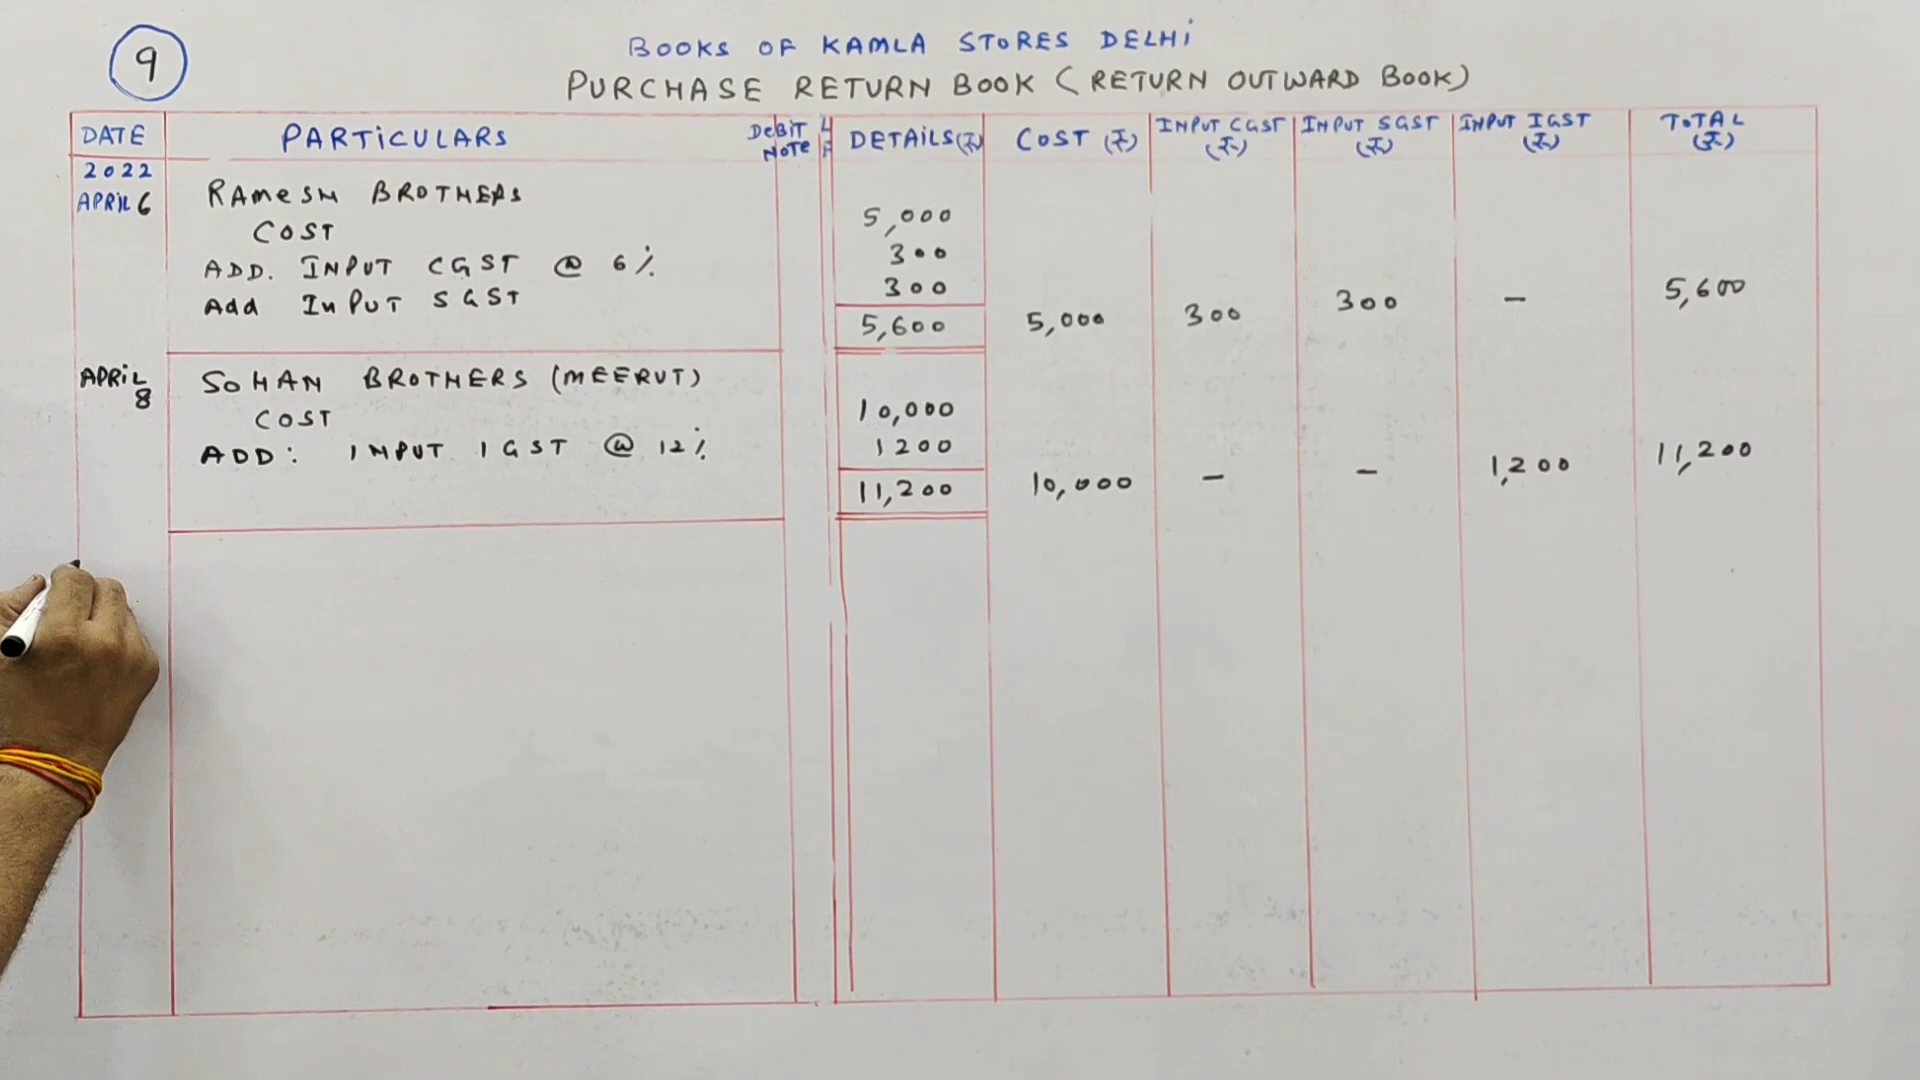 9
BOOKS OF KAMLA STORES DELHI
PURCHASE RETURN BOOK (RETURN OUTWARD BOOK)
DATE PARTICULARS DEBIT NOTE L F DETAILS(₹) COST (₹) INPUT CGST (₹) INPUT SGST (₹) INPUT IGST (₹) TOTAL (₹)
2022
APRIL 6 RAMESH BROTHERS
COST 5,000
ADD. INPUT CGST @ 6% 300
Add INPUT SGST 300
5,600 5,000 300 300 - 5,600
APRIL 8 SOHAN BROTHERS (MEERUT)
COST 10,000
ADD: INPUT IGST @ 12% 1200
11,200 10,000 - - 1,200 11,200